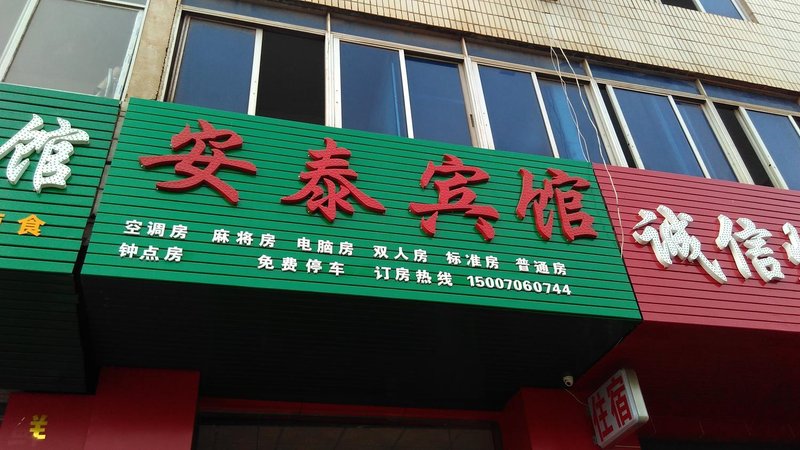 馆
食
安泰宾馆
空调房 麻将房 电脑房 双人房 标准房 普通房
钟点房 免费停车 订房热线 15007060744
诚信
住宿